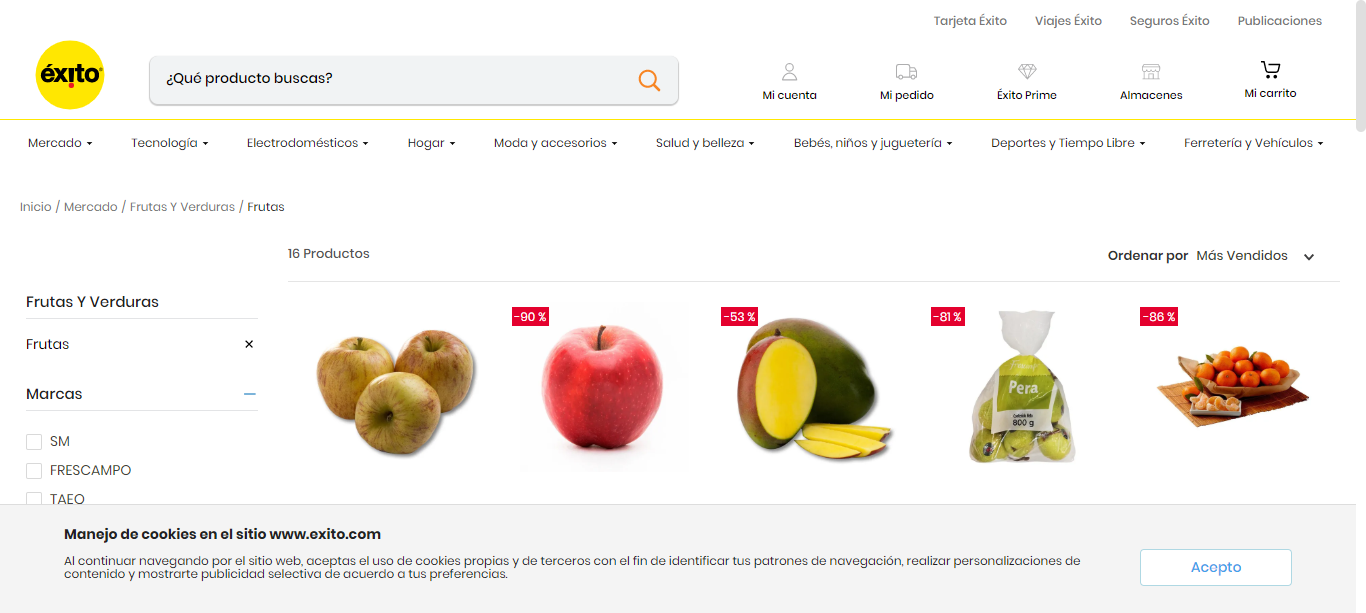 Tarjeta Éxito Viajes Éxito Seguros Éxito Publicaciones
éxito
¿Qué producto buscas?
Mi cuenta Mi pedido Éxito Prime Almacenes Mi carrito
Mercado Tecnología Electrodomésticos Hogar Moda y accesorios Salud y belleza Bebés, niños y juguetería Deportes y Tiempo Libre Ferretería y Vehículos
Inicio / Mercado / Frutas Y Verduras / Frutas
16 Productos
Ordenar por Más Vendidos
Frutas Y Verduras
Frutas
Marcas
SM
FRESCAMPO
TAEQ
-90 % -53 % -81 % -86 %
Pera
800 g
Manejo de cookies en el sitio www.exito.com
Al continuar navegando por el sitio web, aceptas el uso de cookies propias y de terceros con el fin de identificar tus patrones de navegación, realizar personalizaciones de
contenido y mostrarte publicidad selectiva de acuerdo a tus preferencias.
Acepto